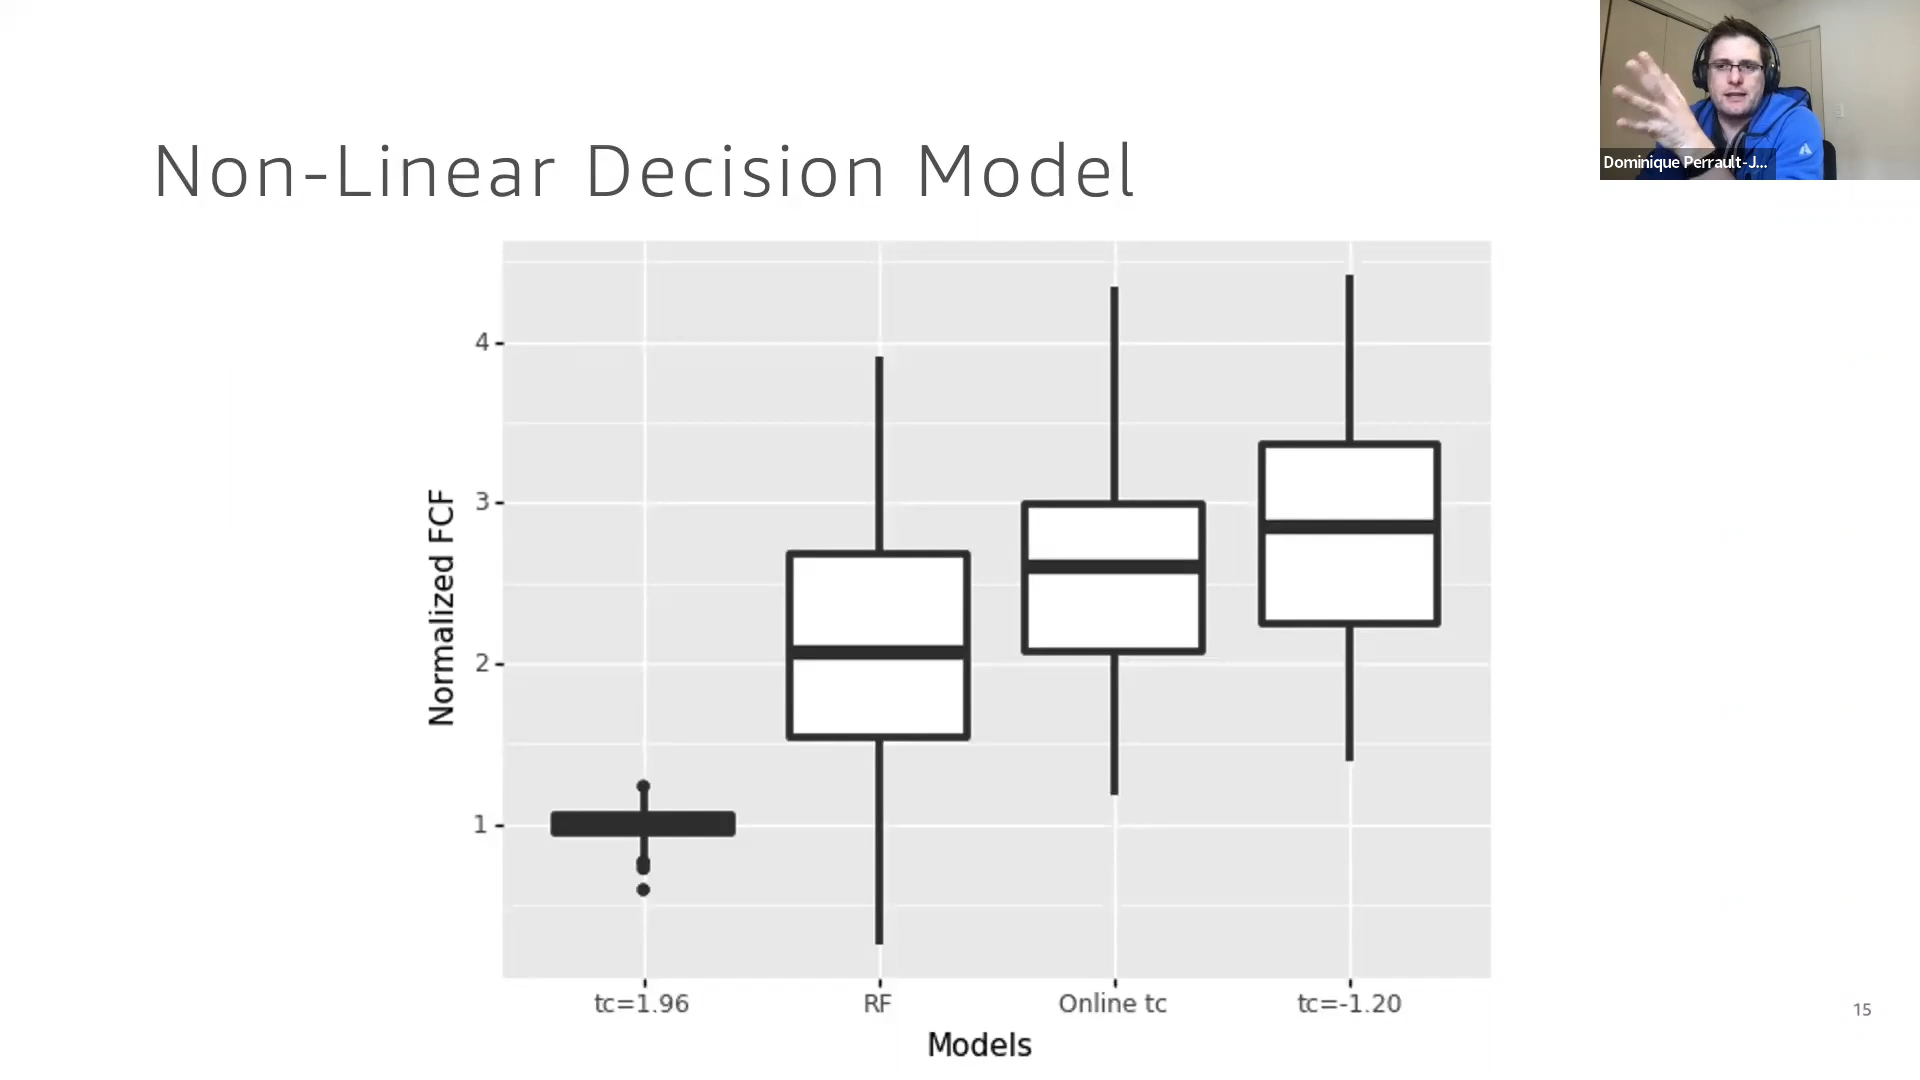 Dominique Perrault-J...
Non-Linear Decision Model
Normalized FCF
4
3
2
1
tc=1.96
RF
Online tc
tc=-1.20
Models
15